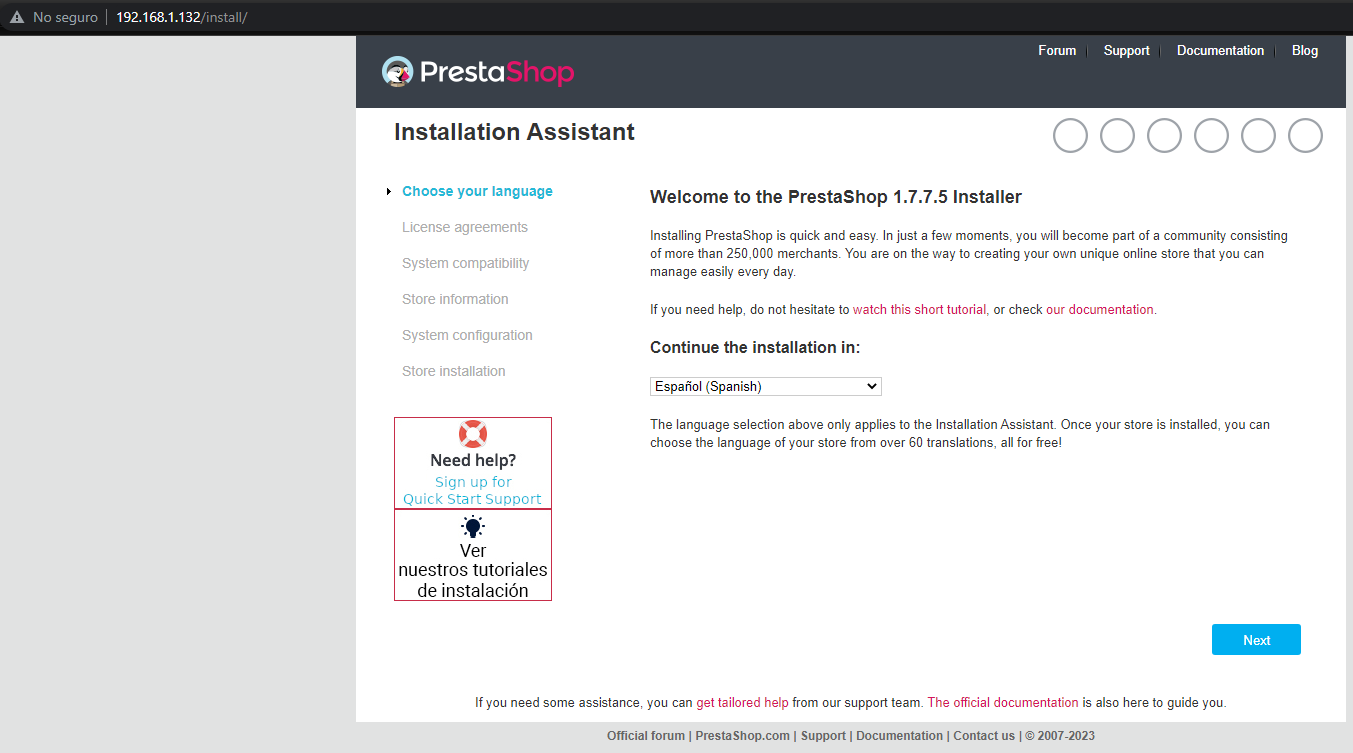 No seguro 192.168.1.132/install/
Forum Support Documentation Blog
PrestaShop
Installation Assistant
Choose your language
License agreements
System compatibility
Store information
System configuration
Store installation
Need help?
Sign up for
Quick Start Support
Ver
nuestros tutoriales
de instalación
Welcome to the PrestaShop 1.7.7.5 Installer
Installing PrestaShop is quick and easy. In just a few moments, you will become part of a community consisting
of more than 250,000 merchants. You are on the way to creating your own unique online store that you can
manage easily every day.
If you need help, do not hesitate to watch this short tutorial, or check our documentation.
Continue the installation in:
Español (Spanish)
The language selection above only applies to the Installation Assistant. Once your store is installed, you can
choose the language of your store from over 60 translations, all for free!
Next
If you need some assistance, you can get tailored help from our support team. The official documentation is also here to guide you.
Official forum | PrestaShop.com | Support | Documentation | Contact us | © 2007-2023